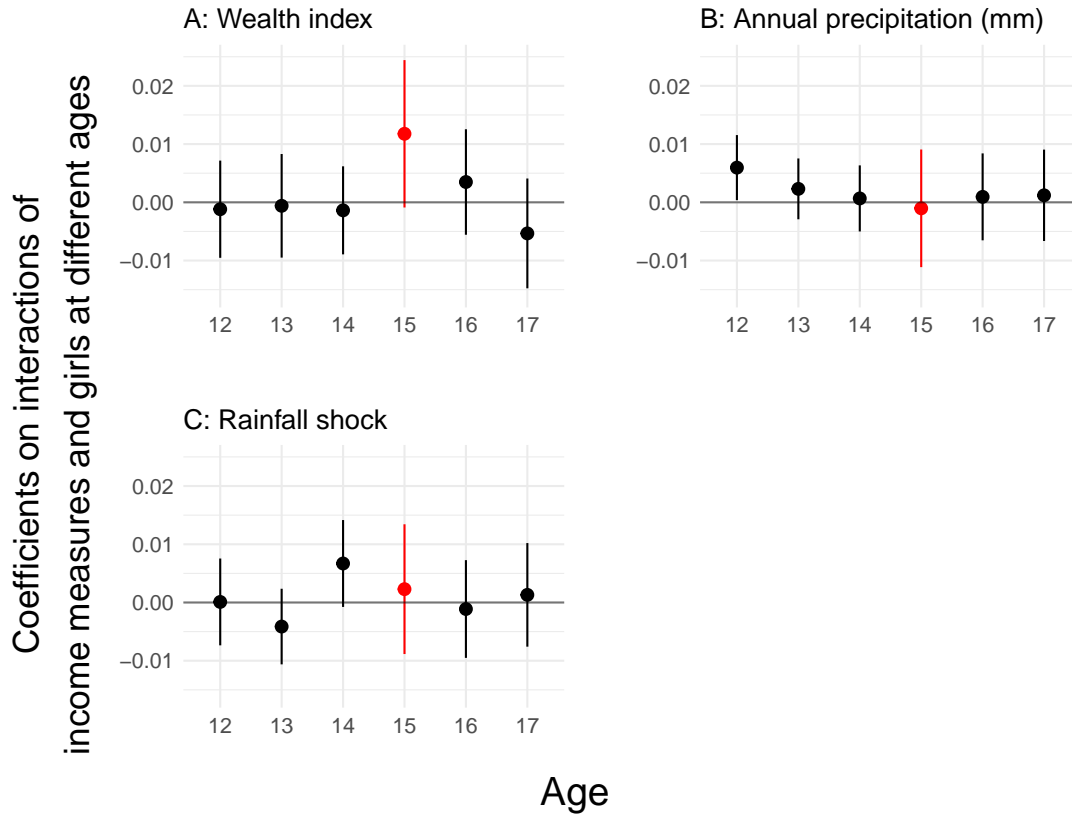 A: Wealth index
0.02
0.01
0.00
−0.01
12 13 14 15 16 17
B: Annual precipitation (mm)
0.02
0.01
0.00
−0.01
12 13 14 15 16 17
C: Rainfall shock
0.02
0.01
0.00
−0.01
12 13 14 15 16 17
Coefficients on interactions of
income measures and girls at different ages
Age